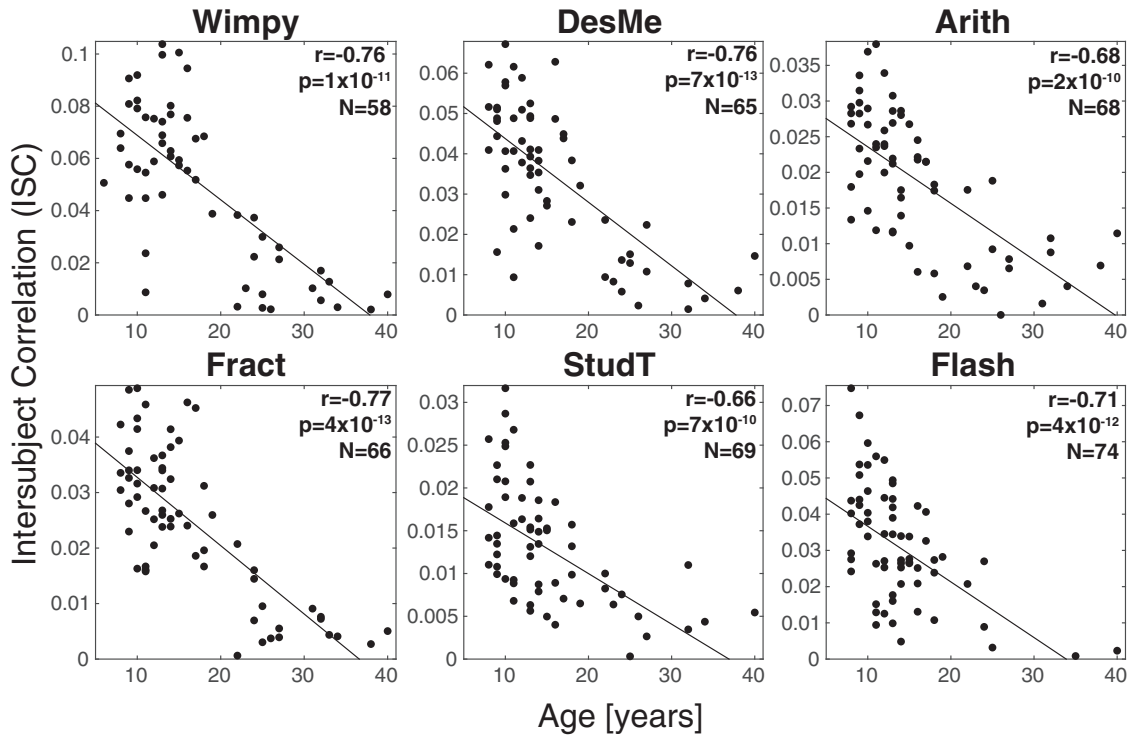 Wimpy
DesMe
Arith
r=-0.76
p=1x10⁻¹¹
N=58
r=-0.76
p=7x10⁻¹³
N=65
r=-0.68
p=2x10⁻¹⁰
N=68
0.1
0.08
0.06
0.04
0.02
0
10
20
30
40
0.06
0.05
0.04
0.03
0.02
0.01
0
10
20
30
40
0.035
0.03
0.025
0.02
0.015
0.01
0.005
0
10
20
30
40
Intersubject Correlation (ISC)
Fract
StudT
Flash
r=-0.77
p=4x10⁻¹³
N=66
r=-0.66
p=7x10⁻¹⁰
N=69
r=-0.71
p=4x10⁻¹²
N=74
0.04
0.03
0.02
0.01
0
10
20
30
40
0.03
0.025
0.02
0.015
0.01
0.005
0
10
20
30
40
0.07
0.06
0.05
0.04
0.03
0.02
0.01
0
10
20
30
40
Age [years]